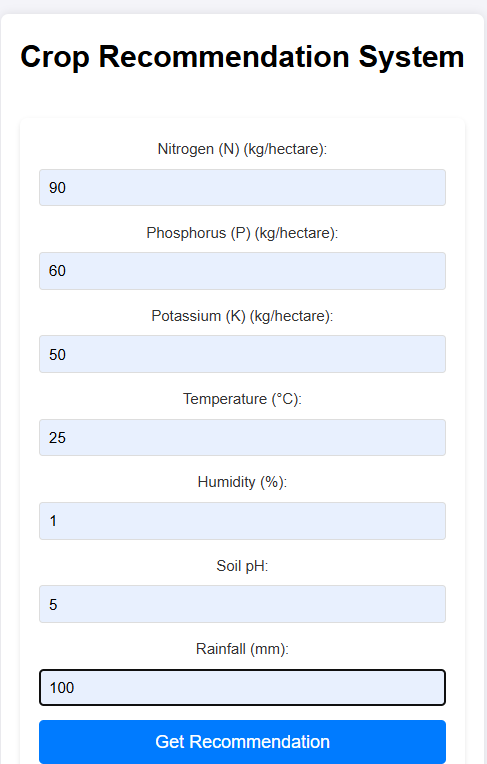 Crop Recommendation System
Nitrogen (N) (kg/hectare):
90
Phosphorus (P) (kg/hectare):
60
Potassium (K) (kg/hectare):
50
Temperature (°C):
25
Humidity (%):
1
Soil pH:
5
Rainfall (mm):
100
Get Recommendation